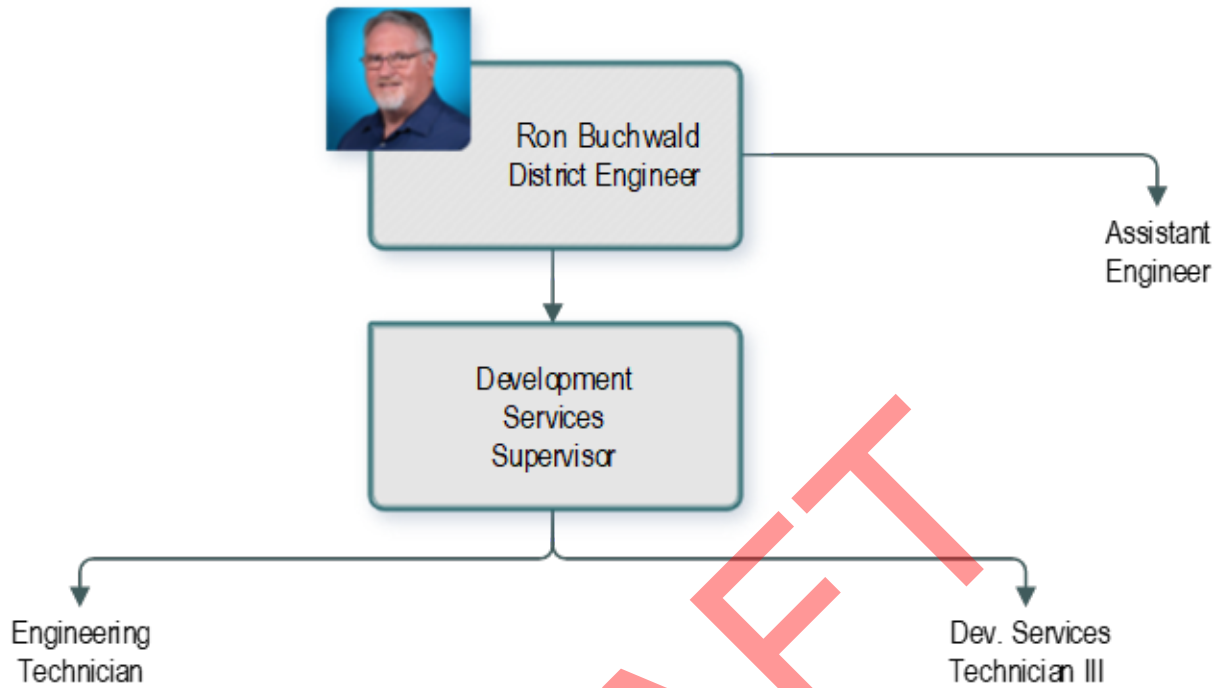 Ron Buchwald
District Engineer
Assistant
Engineer
Development
Services
Supervisor
Engineering
Technician
Dev. Services
Technician III